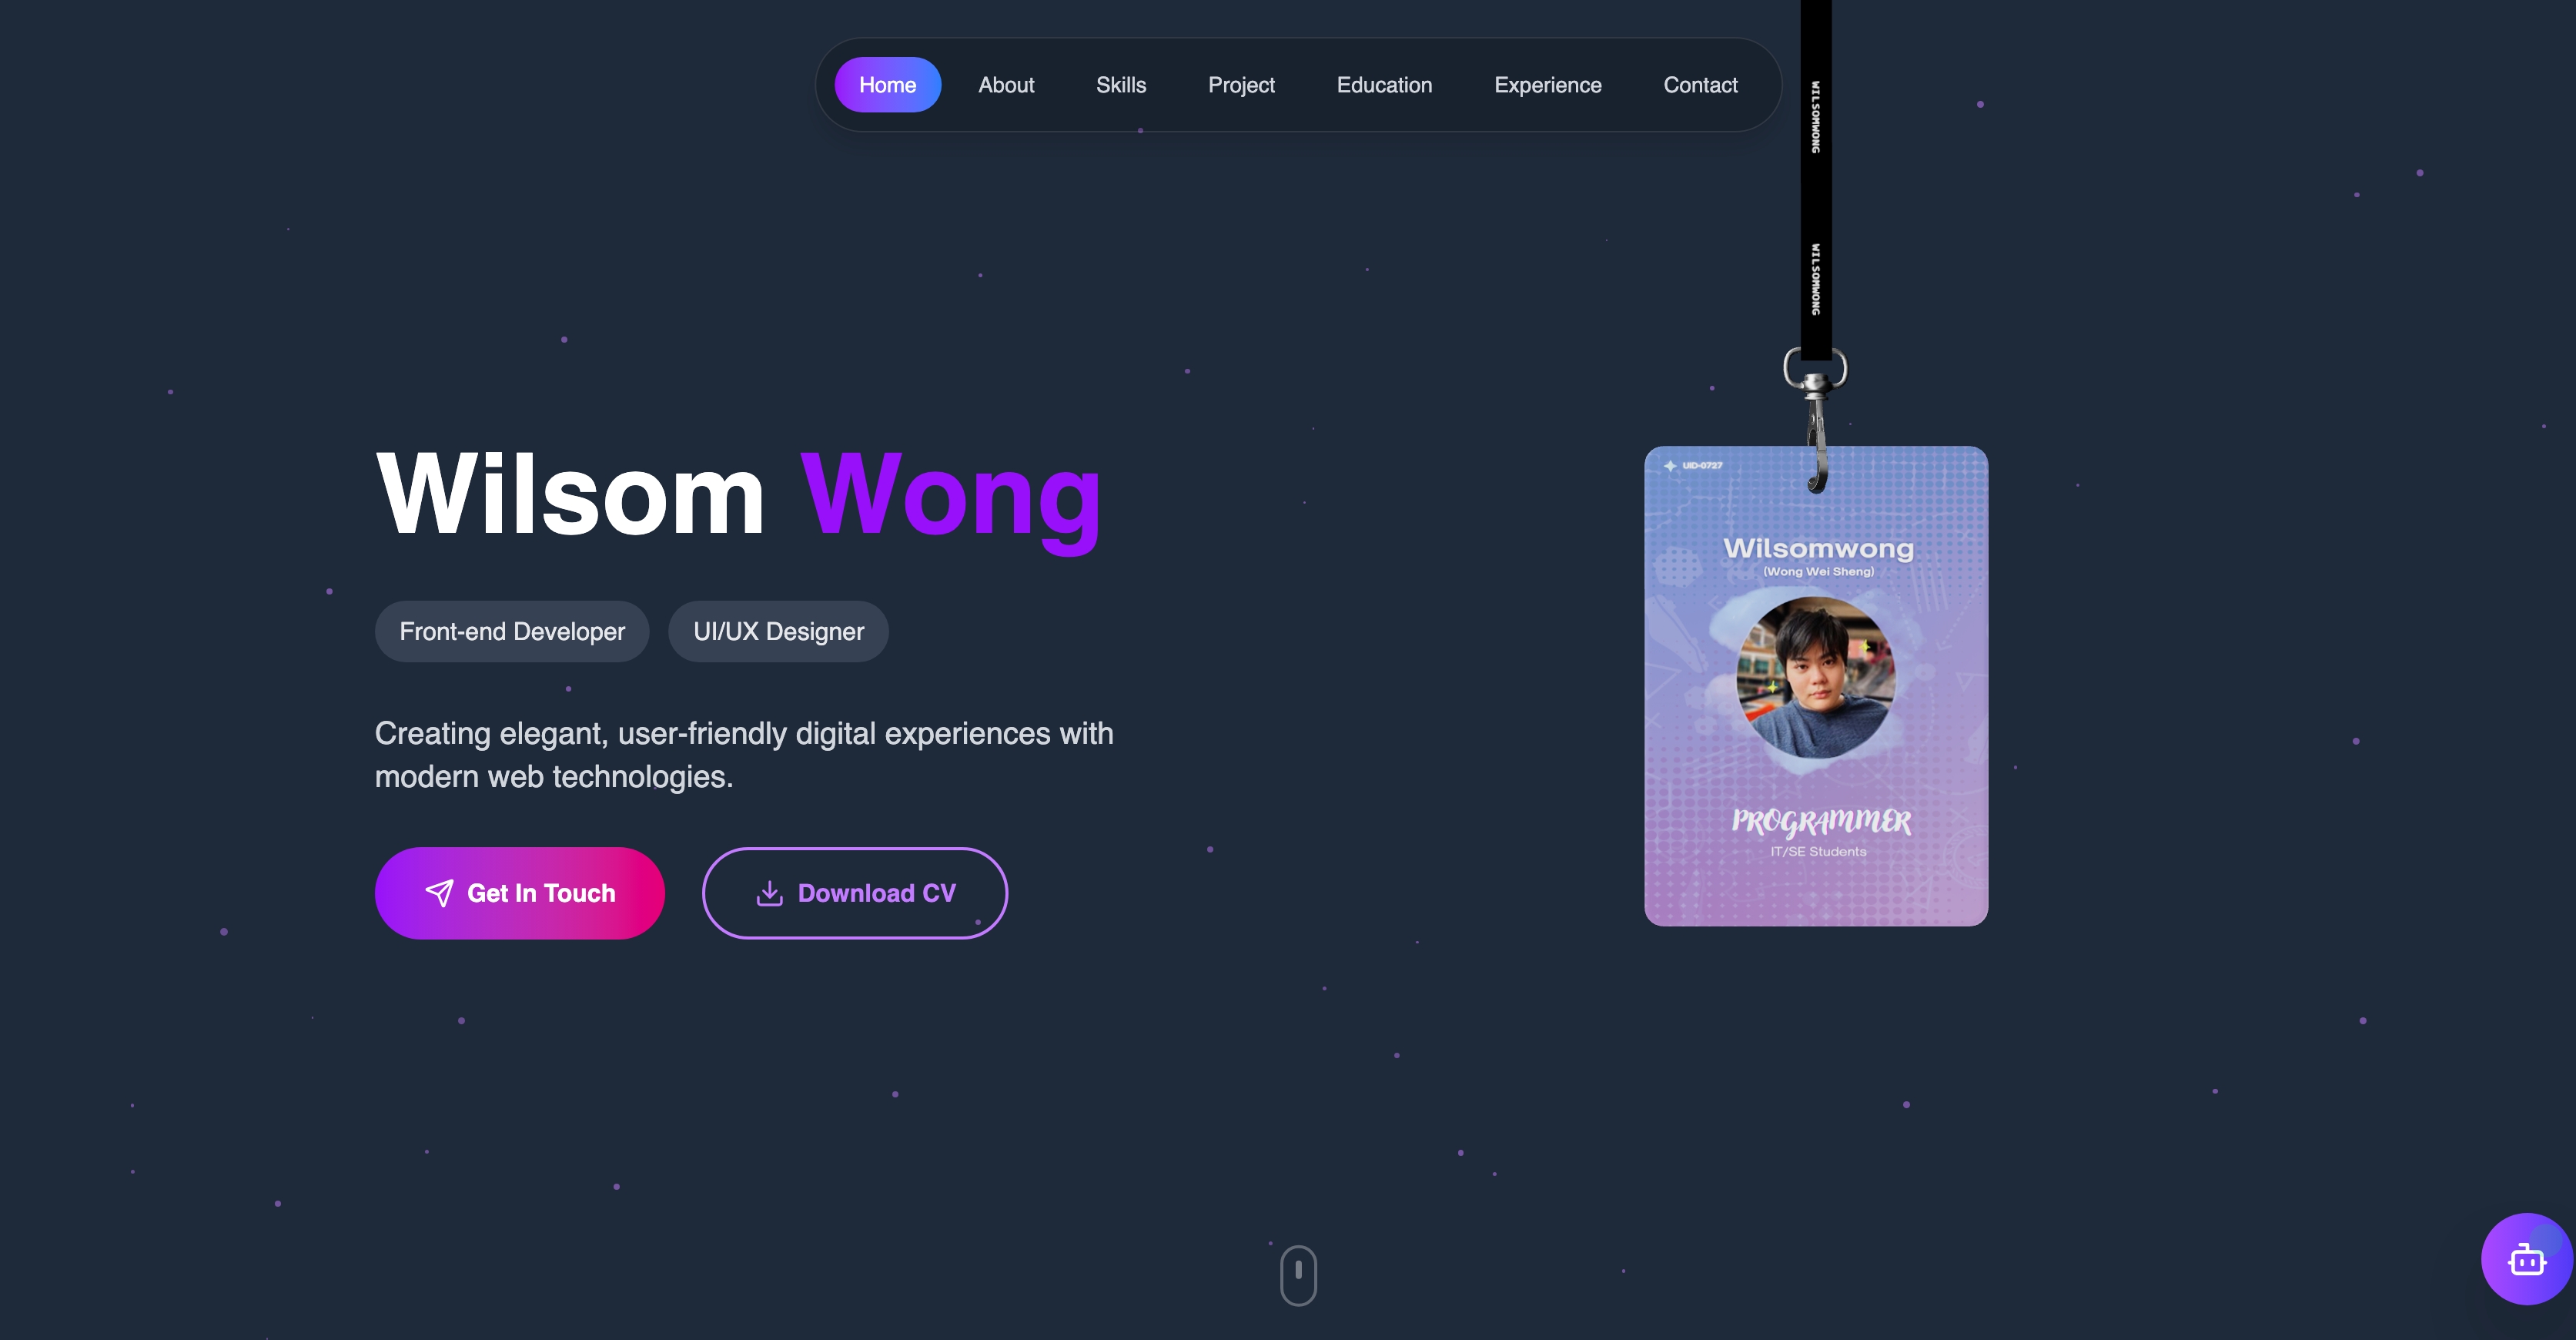 Home About Skills Project Education Experience Contact
WILSOMWONG
WILSOMWONG
Wilsom Wong
Front-end Developer UI/UX Designer
Creating elegant, user-friendly digital experiences with
modern web technologies.
Get In Touch Download CV
UID-0727
Wilsomwong
(Wong Wei Sheng)
PROGRAMMER
IT/SE Students